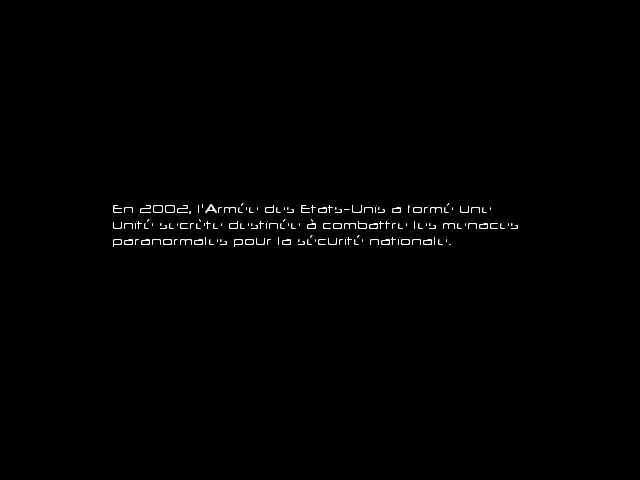 En 2002, l'Armée des Etats-Unis a formé une
unité secrète destinée à combattre les menaces
paranormales pour la sécurité nationale.